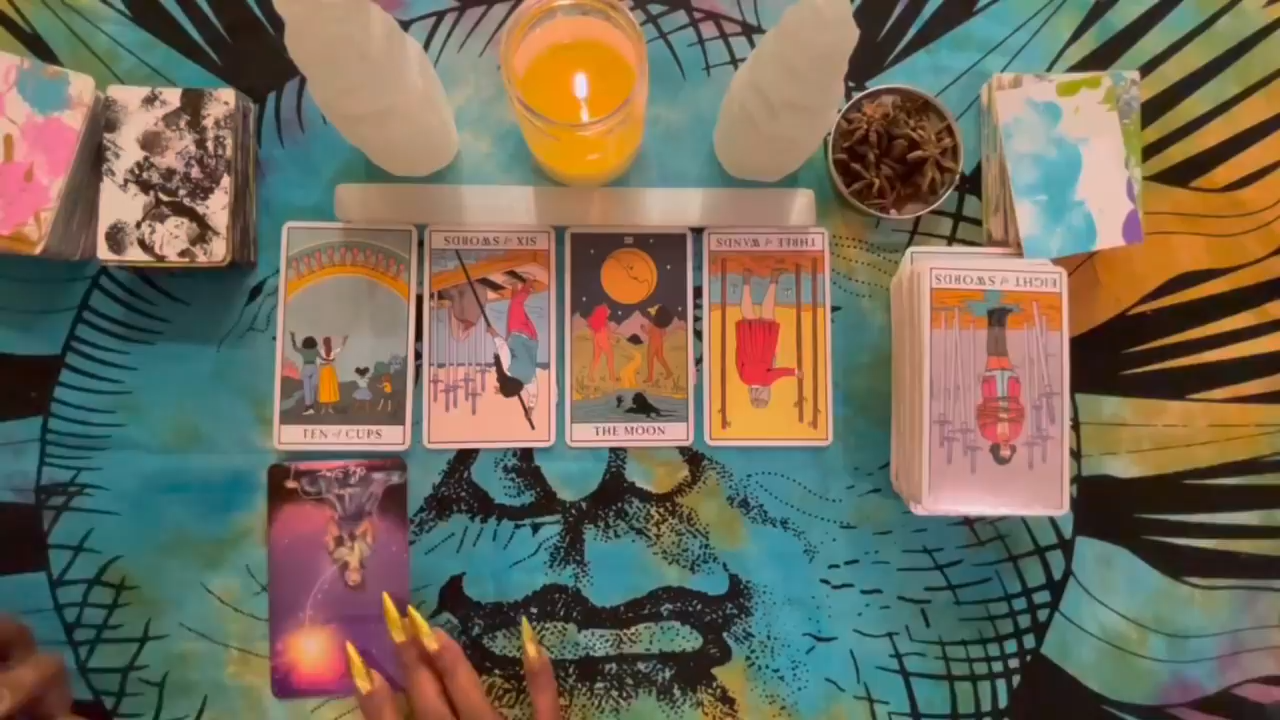 TEN of CUPS
SIX of SWORDS
THE MOON
THREE of WANDS
EIGHT of SWORDS